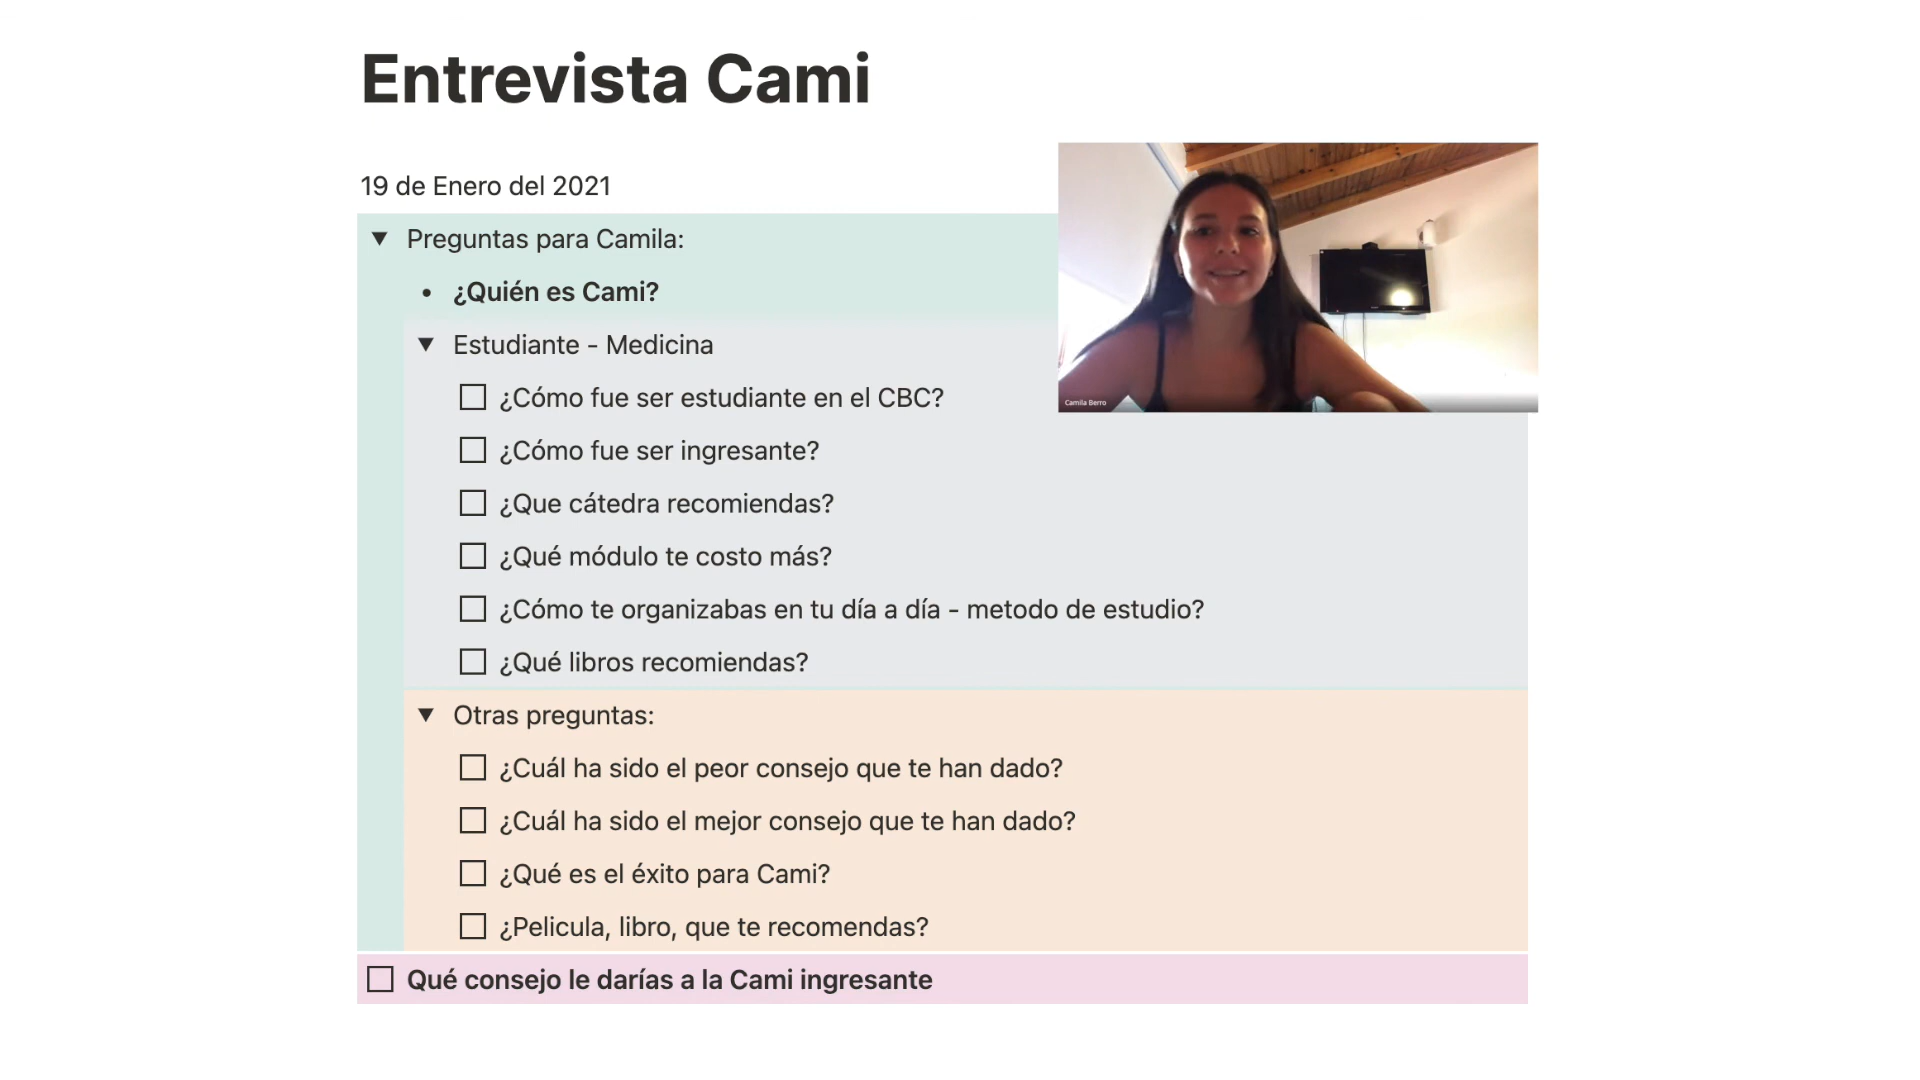 Entrevista Cami
19 de Enero del 2021
Preguntas para Camila:
¿Quién es Cami?
Estudiante - Medicina
¿Cómo fue ser estudiante en el CBC?
¿Cómo fue ser ingresante?
¿Que cátedra recomiendas?
¿Qué módulo te costo más?
¿Cómo te organizabas en tu día a día - metodo de estudio?
¿Qué libros recomiendas?
Otras preguntas:
¿Cuál ha sido el peor consejo que te han dado?
¿Cuál ha sido el mejor consejo que te han dado?
¿Qué es el éxito para Cami?
¿Pelicula, libro, que te recomendas?
Qué consejo le darías a la Cami ingresante
Camila Berro